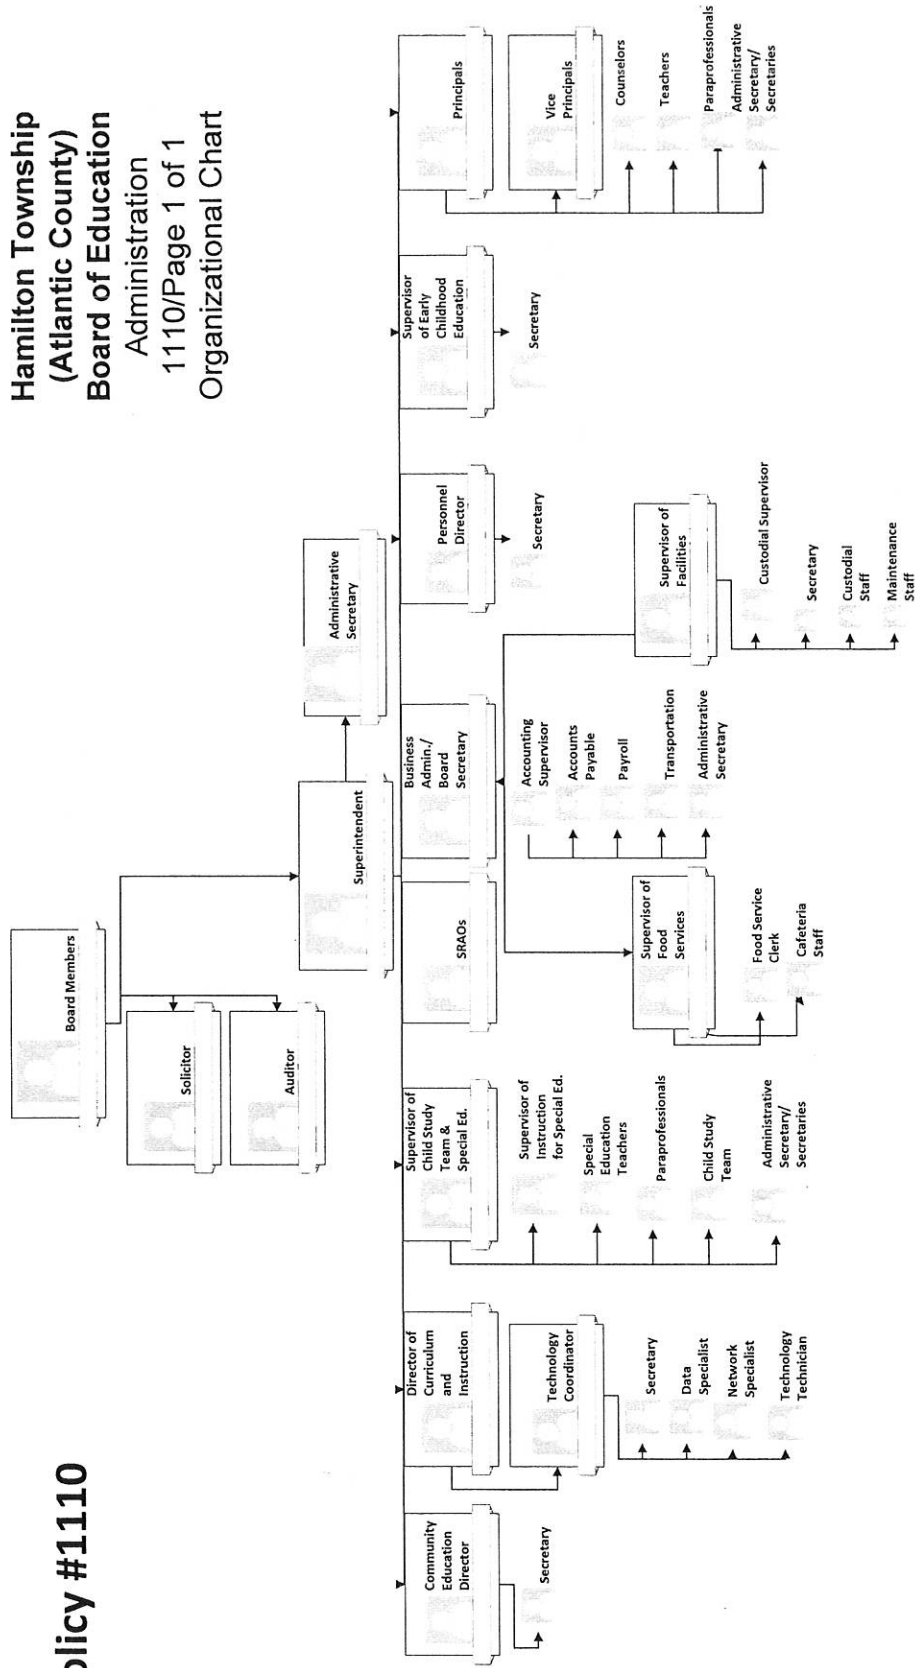 olicy #1110
Hamilton Township
(Atlantic County)
Board of Education
Administration
1110/Page 1 of 1
Organizational Chart
Board Members
Solicitor
Auditor
Superintendent
Administrative
Secretary
Community
Education
Director
Secretary
Director of
Curriculum
and
Instruction
Technology
Coordinator
Secretary
Data
Specialist
Network
Specialist
Technology
Technician
Supervisor of
Child Study
Team &
Special Ed.
Supervisor of
Instruction
for Special Ed.
Special
Education
Teachers
Paraprofessionals
Child Study
Team
Administrative
Secretary/
Secretaries
SRAOs
Business
Admin./
Board
Secretary
Accounting
Supervisor
Accounts
Payable
Payroll
Transportation
Administrative
Secretary
Supervisor of
Food
Services
Food Service
Clerk
Cafeteria
Staff
Supervisor of
Facilities
Custodial Supervisor
Secretary
Custodial
Staff
Maintenance
Staff
Personnel
Director
Secretary
Supervisor
of Early
Childhood
Education
Secretary
Principals
Vice
Principals
Counselors
Teachers
Paraprofessionals
Administrative
Secretary/
Secretaries